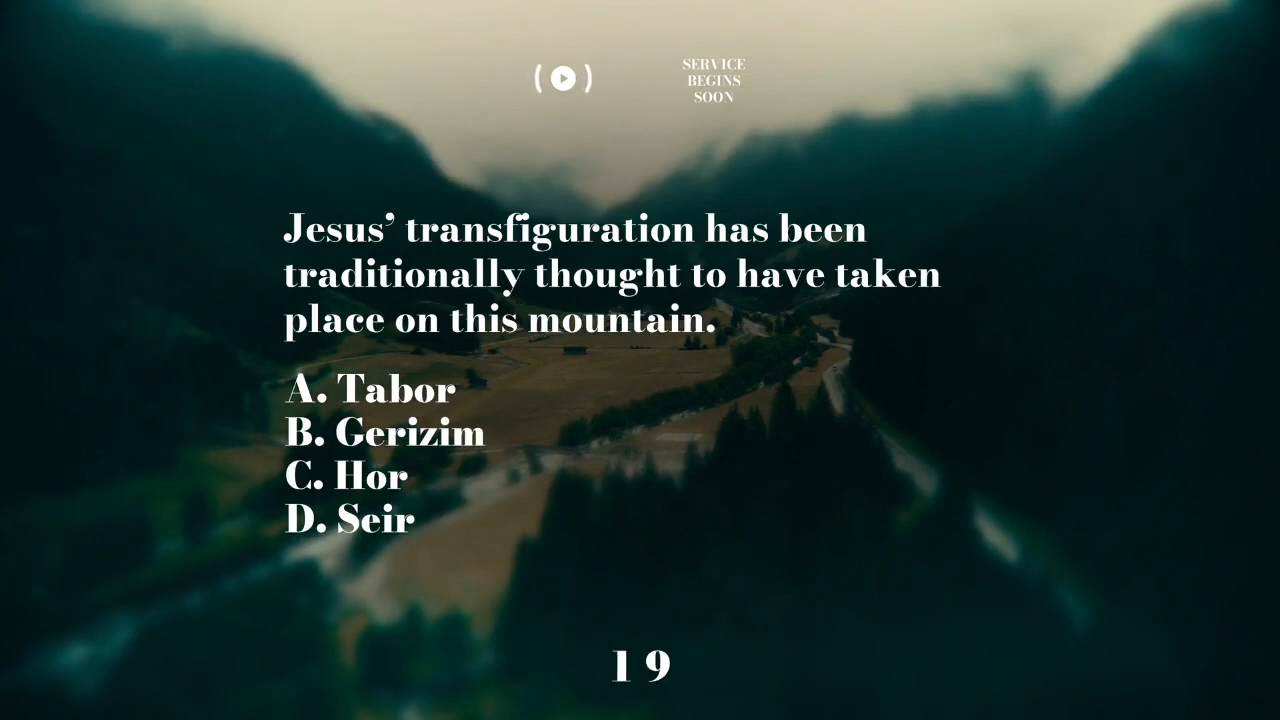 SERVICE
BEGINS
SOON
Jesus’ transfiguration has been
traditionally thought to have taken
place on this mountain.
A. Tabor
B. Gerizim
C. Hor
D. Seir
19